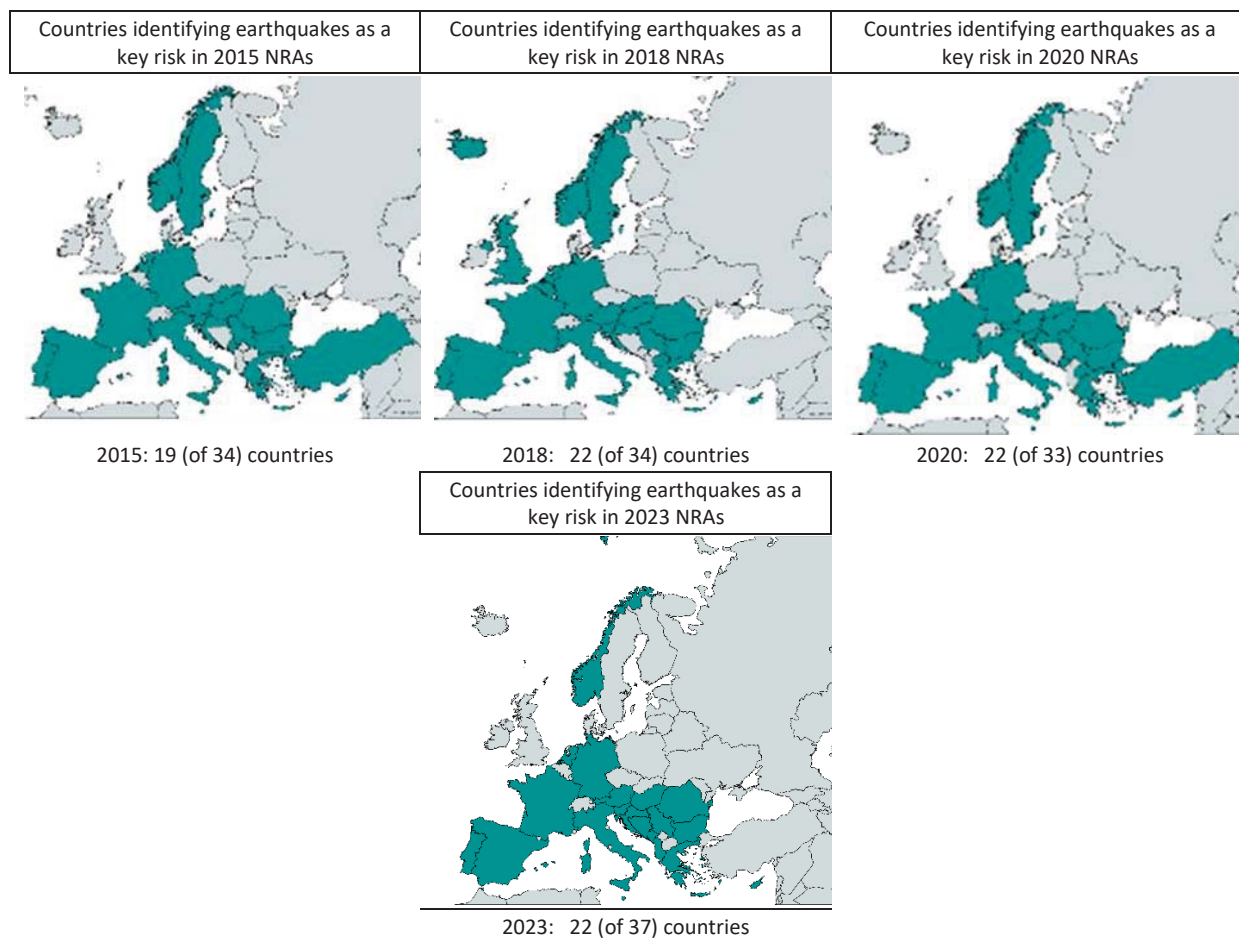 Countries identifying earthquakes as a
key risk in 2015 NRAs
Countries identifying earthquakes as a
key risk in 2018 NRAs
Countries identifying earthquakes as a
key risk in 2020 NRAs
2015: 19 (of 34) countries
2018: 22 (of 34) countries
2020: 22 (of 33) countries
Countries identifying earthquakes as a
key risk in 2023 NRAs
2023: 22 (of 37) countries